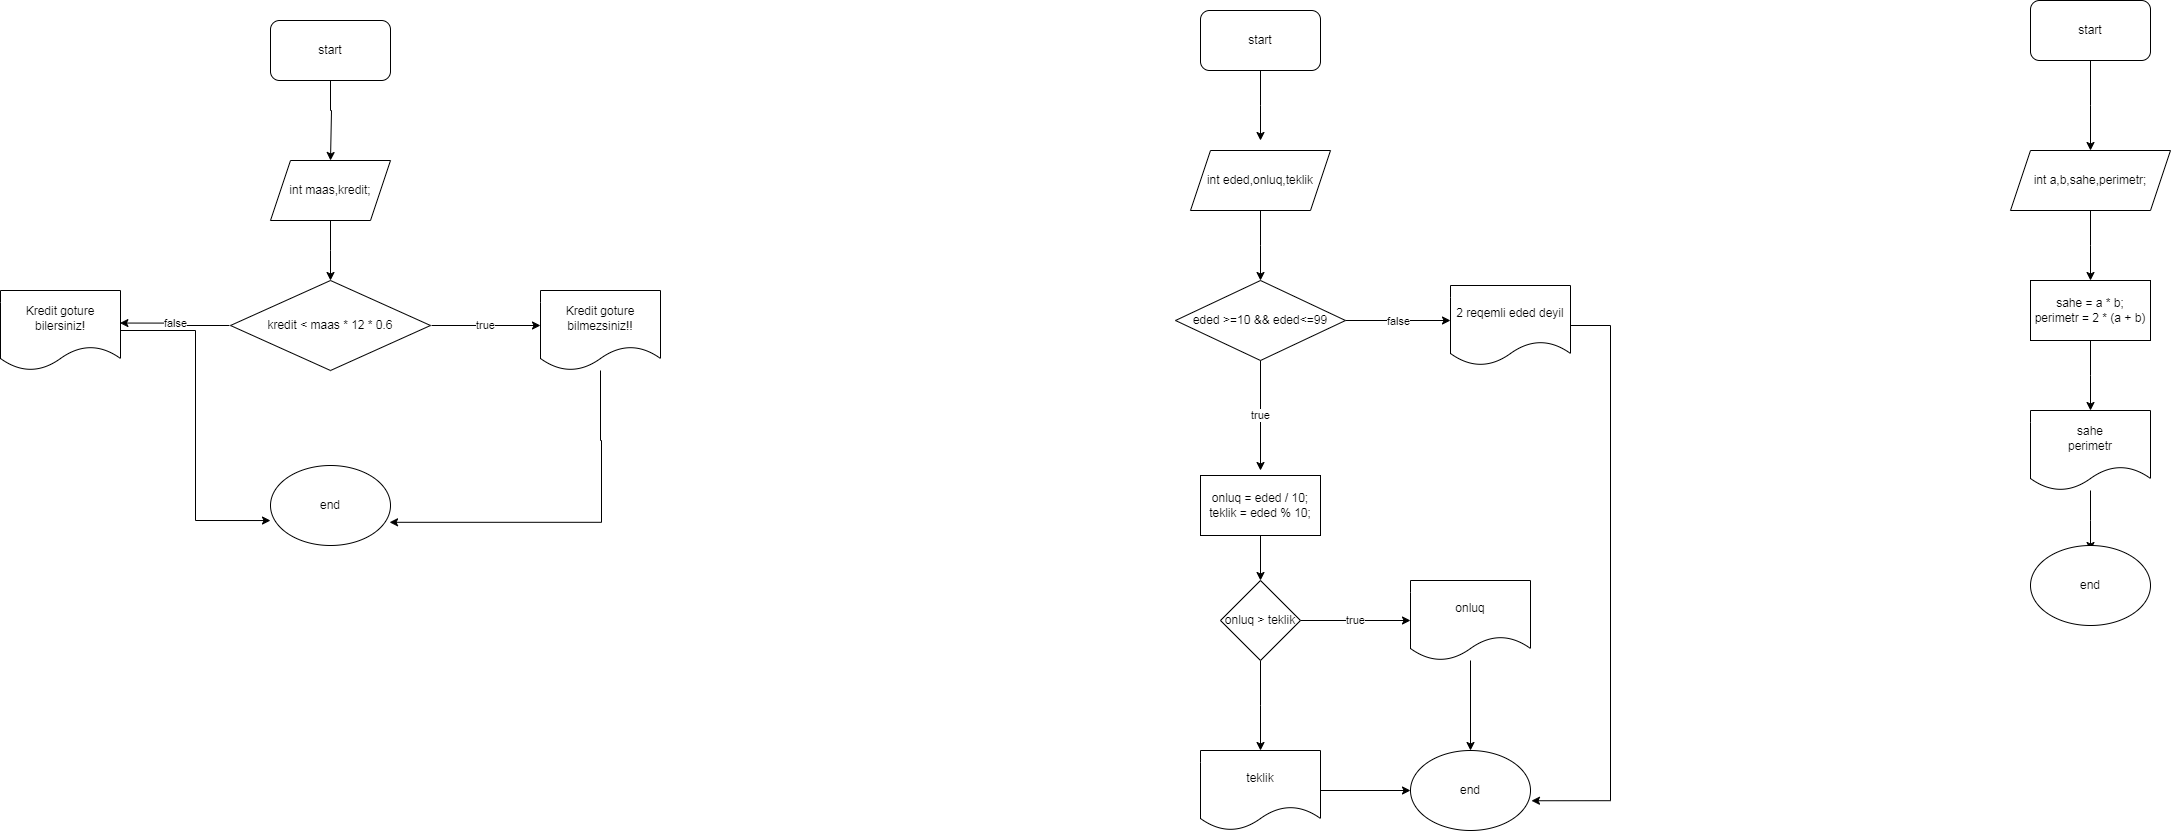 start
int maas,kredit;
kredit < maas * 12 * 0.6
false
Kredit goture
bilersiniz!
true
Kredit goture
bilmezsiniz!!
end
start
int eded,onluq,teklik
eded >=10 && eded<=99
false
2 reqemli eded deyil
true
onluq = eded / 10;
teklik = eded % 10;
onluq > teklik
true
onluq
teklik
end
start
int a,b,sahe,perimetr;
sahe = a * b;
perimetr = 2 * (a + b)
sahe
perimetr
end